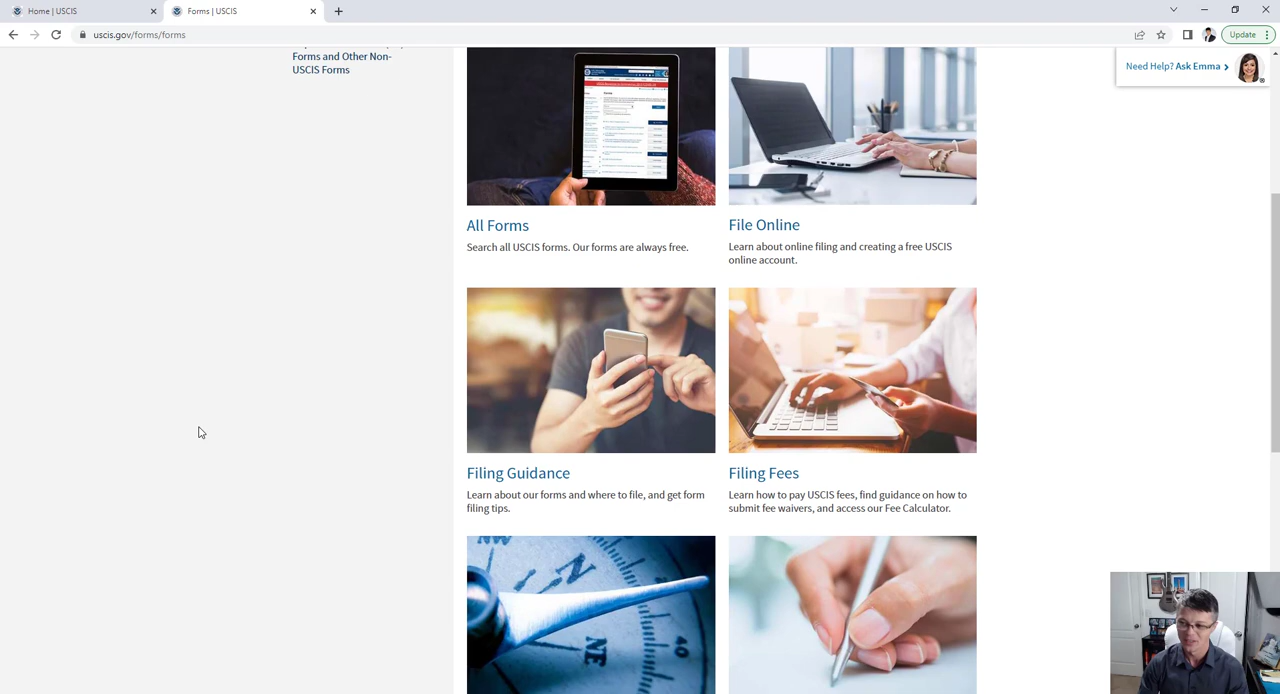 Home | USCIS
Forms | USCIS
uscis.gov/forms/forms
Update
Forms and Other Non-
USCIS Forms
Need Help? Ask Emma
All Forms
Search all USCIS forms. Our forms are always free.
File Online
Learn about online filing and creating a free USCIS
online account.
Filing Guidance
Learn about our forms and where to file, and get form
filing tips.
Filing Fees
Learn how to pay USCIS fees, find guidance on how to
submit fee waivers, and access our Fee Calculator.
N
NE
40